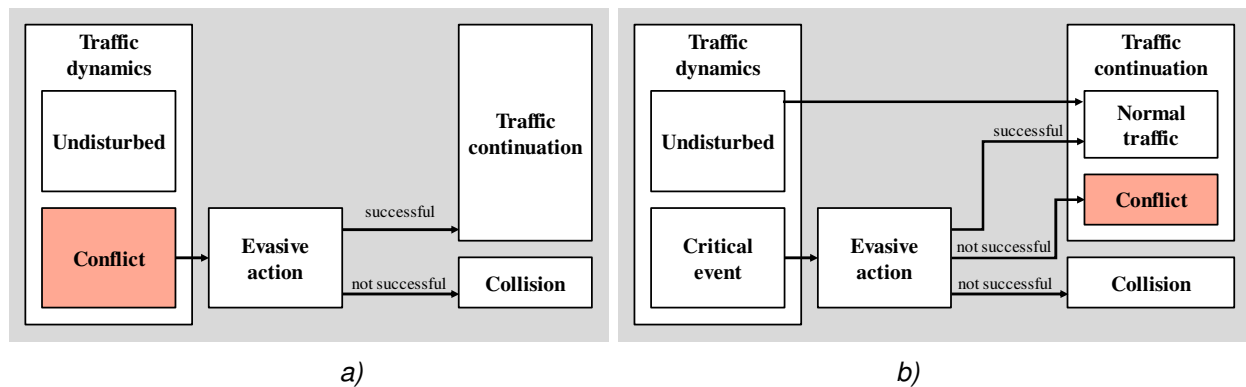 Traffic
dynamics
Undisturbed
Conflict
Evasive
action
successful
not successful
Traffic
continuation
Collision
a)
Traffic
dynamics
Undisturbed
Critical
event
Evasive
action
successful
not successful
not successful
Traffic
continuation
Normal
traffic
Conflict
Collision
b)